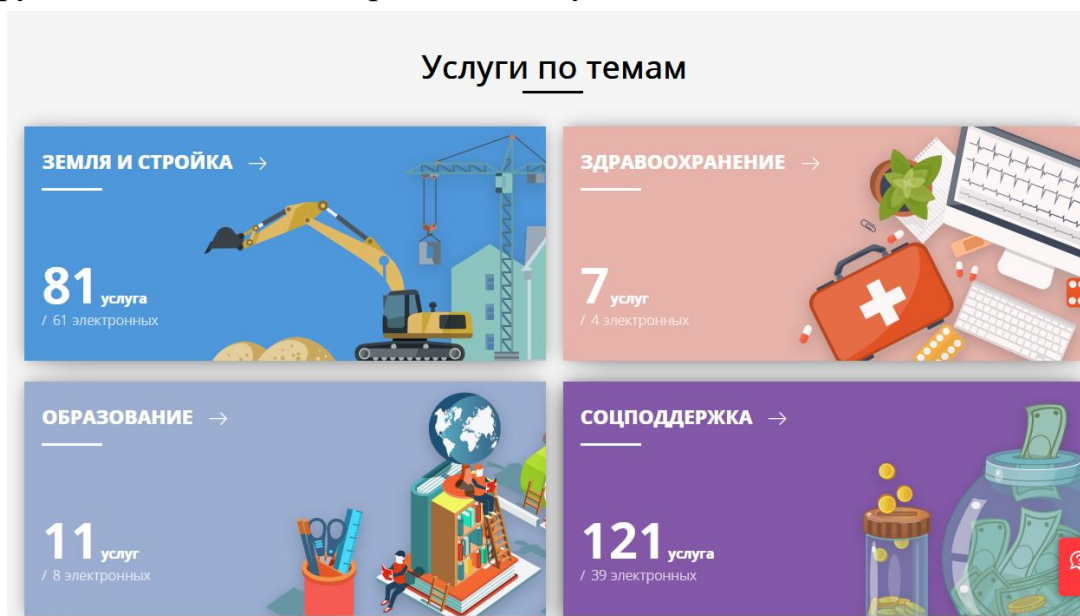 Услуги по темам
ЗЕМЛЯ И СТРОЙКА →
81 услуга
/ 61 электронных
ЗДРАВООХРАНЕНИЕ →
7 услуг
/ 4 электронных
ОБРАЗОВАНИЕ →
11 услуг
/ 8 электронных
СОЦПОДДЕРЖКА →
121 услуга
/ 39 электронных